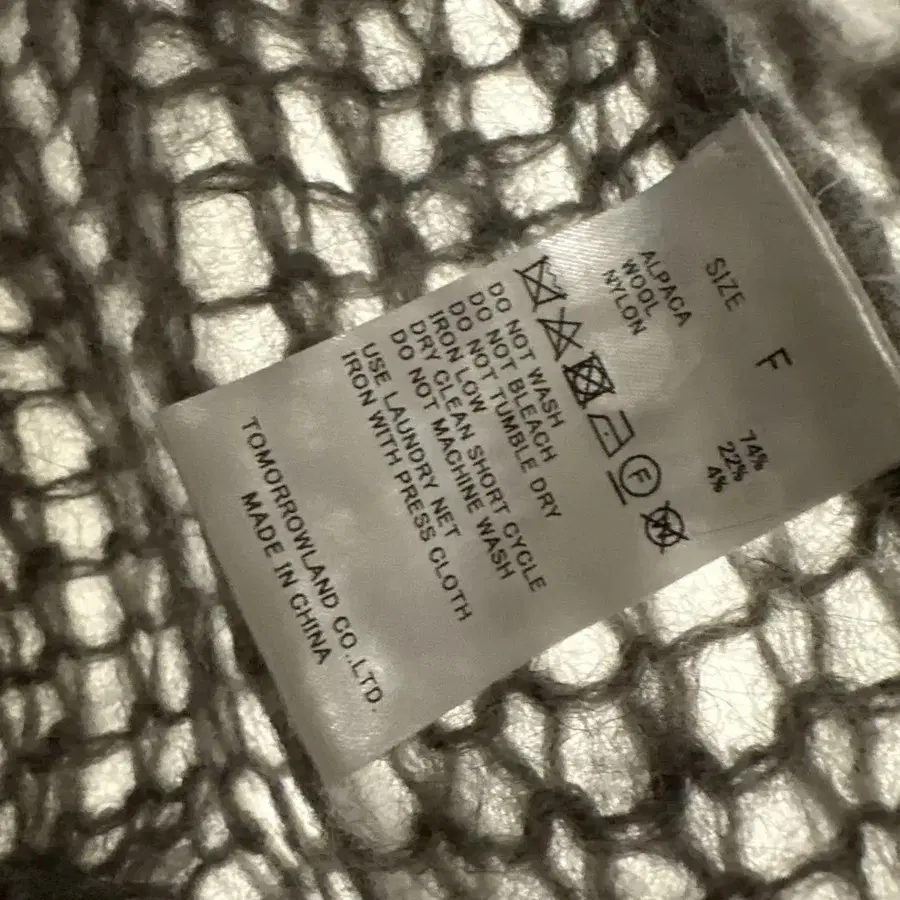 SIZE F
ALPACA 74%
WOOL 22%
NYLON 4%
F
DO NOT WASH
DO NOT BLEACH
DO NOT TUMBLE DRY
IRON LOW
DRY CLEAN SHORT CYCLE
DO NOT MACHINE WASH
USE LAUNDRY NET
IRON WITH PRESS CLOTH
TOMORROWLAND CO.,LTD.
MADE IN CHINA